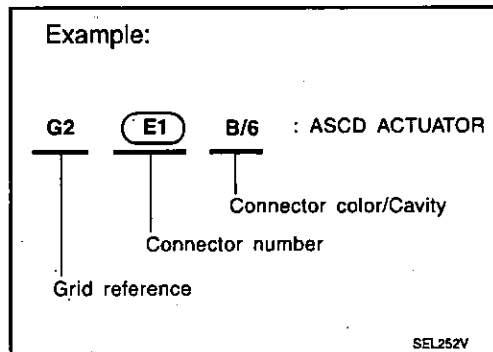 Example:
G2 E1 B/6 : ASCD ACTUATOR
Connector color/Cavity
Connector number
Grid reference
SEL252V